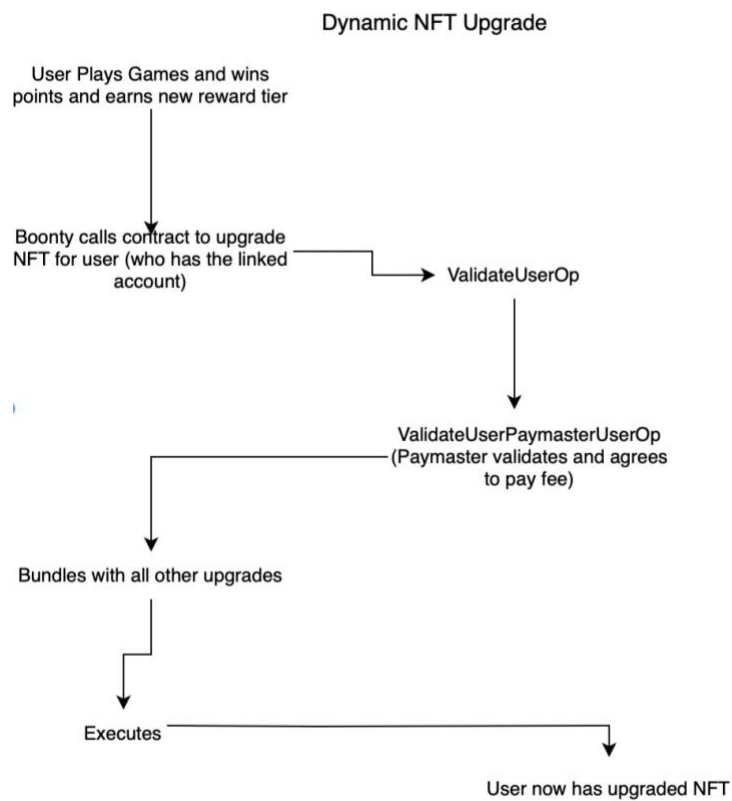 Dynamic NFT Upgrade
User Plays Games and wins
points and earns new reward tier
Boonty calls contract to upgrade
NFT for user (who has the linked
account)
ValidateUserOp
ValidateUserPaymasterUserOp
(Paymaster validates and agrees
to pay fee)
Bundles with all other upgrades
Executes
User now has upgraded NFT